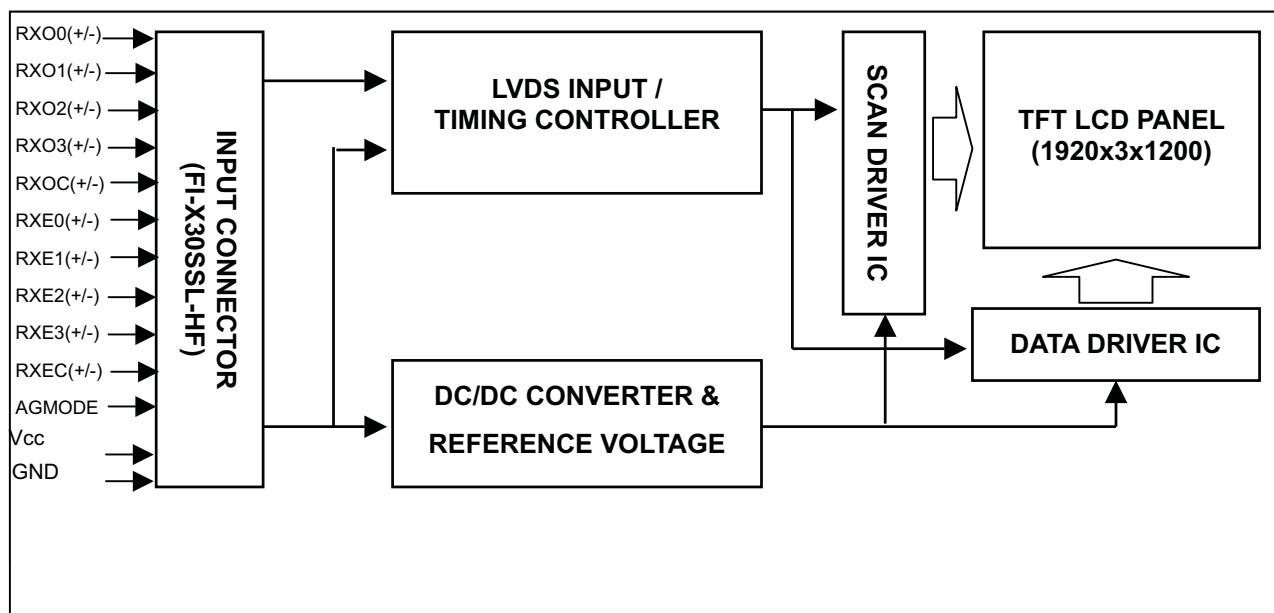 RXO0(+/-)
RXO1(+/-)
RXO2(+/-)
RXO3(+/-)
RXOC(+/-)
RXE0(+/-)
RXE1(+/-)
RXE2(+/-)
RXE3(+/-)
RXEC(+/-)
AGMODE
Vcc
GND
INPUT CONNECTOR
(FI-X30SSL-HF)
LVDS INPUT /
TIMING CONTROLLER
DC/DC CONVERTER &
REFERENCE VOLTAGE
SCAN DRIVER IC
TFT LCD PANEL
(1920x3x1200)
DATA DRIVER IC